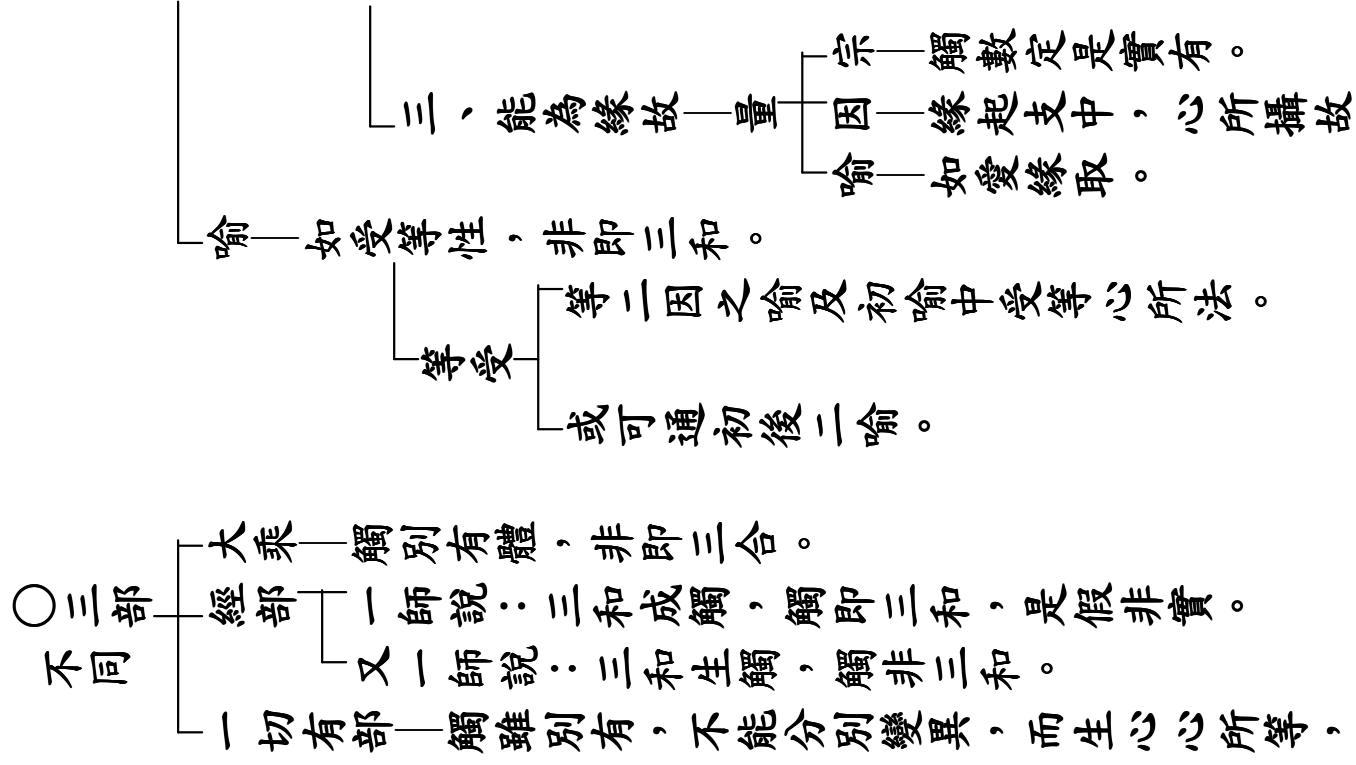 三、能為緣故 量
宗 觸數定是實有。
因 緣起支中，心所攝故
喻 如愛緣取。
喻 如受等性，非即三和。
等受
等二因之喻及初喻中受等心所法。
或可通初後二喻。
○三部不同
大乘 觸別有體，非即三合。
經部 一師說：三和成觸，觸即三和，是假非實。
又一師說：三和生觸，觸非三和。
一切有部 觸雖別有，不能分別變異，而生心心所等，